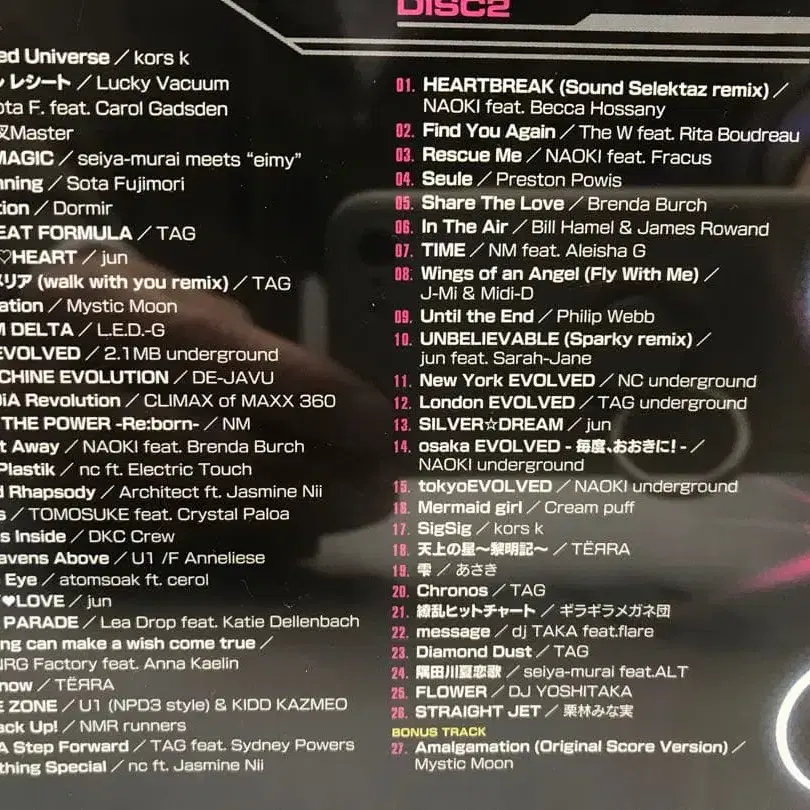 ed Universe / kors k
レシート / Lucky Vacuum
ota F. feat. Carol Gadsden
叉Master
MAGIC / seiya-murai meets “eimy”
nning / Sota Fujimori
tion / Dormir
EAT FORMULA / TAG
♡HEART / jun
メリア (walk with you remix) / TAG
ation / Mystic Moon
M DELTA / L.E.D.-G
EVOLVED / 2.1MB underground
CHINE EVOLUTION / DE-JAVU
DiA Revolution / CLIMAX of MAXX 360
THE POWER -Re:born- / NM
t Away / NAOKI feat. Brenda Burch
Plastik / nc ft. Electric Touch
d Rhapsody / Architect ft. Jasmine Nii
s / TOMOSUKE feat. Crystal Paloa
s Inside / DKC Crew
eavens Above / U1 /F Anneliese
Eye / atomsoak ft. cerol
♥LOVE / jun
PARADE / Lea Drop feat. Katie Dellenbach
ng can make a wish come true /
NRG Factory feat. Anna Kaelin
now / TЁЯRA
E ZONE / U1 (NPD3 style) & KIDD KAZMEO
ack Up! / NMR runners
A Step Forward / TAG feat. Sydney Powers
thing Special / nc ft. Jasmine Nii
DISC2
01. HEARTBREAK (Sound Selektaz remix) /
NAOKI feat. Becca Hossany
02. Find You Again / The W feat. Rita Boudreau
03. Rescue Me / NAOKI feat. Fracus
04. Seule / Preston Powis
05. Share The Love / Brenda Burch
06. In The Air / Bill Hamel & James Rowand
07. TIME / NM feat. Aleisha G
08. Wings of an Angel (Fly With Me) /
J-Mi & Midi-D
09. Until the End / Philip Webb
10. UNBELIEVABLE (Sparky remix) /
jun feat. Sarah-Jane
11. New York EVOLVED / NC underground
12. London EVOLVED / TAG underground
13. SILVER☆DREAM / jun
14. osaka EVOLVED - 毎度、おおきに! - /
NAOKI underground
15. tokyoEVOLVED / NAOKI underground
16. Mermaid girl / Cream puff
17. SigSig / kors k
18. 天上の星～黎明記～ / TЁЯRA
19. 雫 / あさき
20. Chronos / TAG
21. 繚乱ヒットチャート / ギラギラメガネ団
22. message / dj TAKA feat.flare
23. Diamond Dust / TAG
24. 隅田川夏恋歌 / seiya-murai feat.ALT
25. FLOWER / DJ YOSHITAKA
26. STRAIGHT JET / 栗林みな実
BONUS TRACK
27. Amalgamation (Original Score Version) /
Mystic Moon